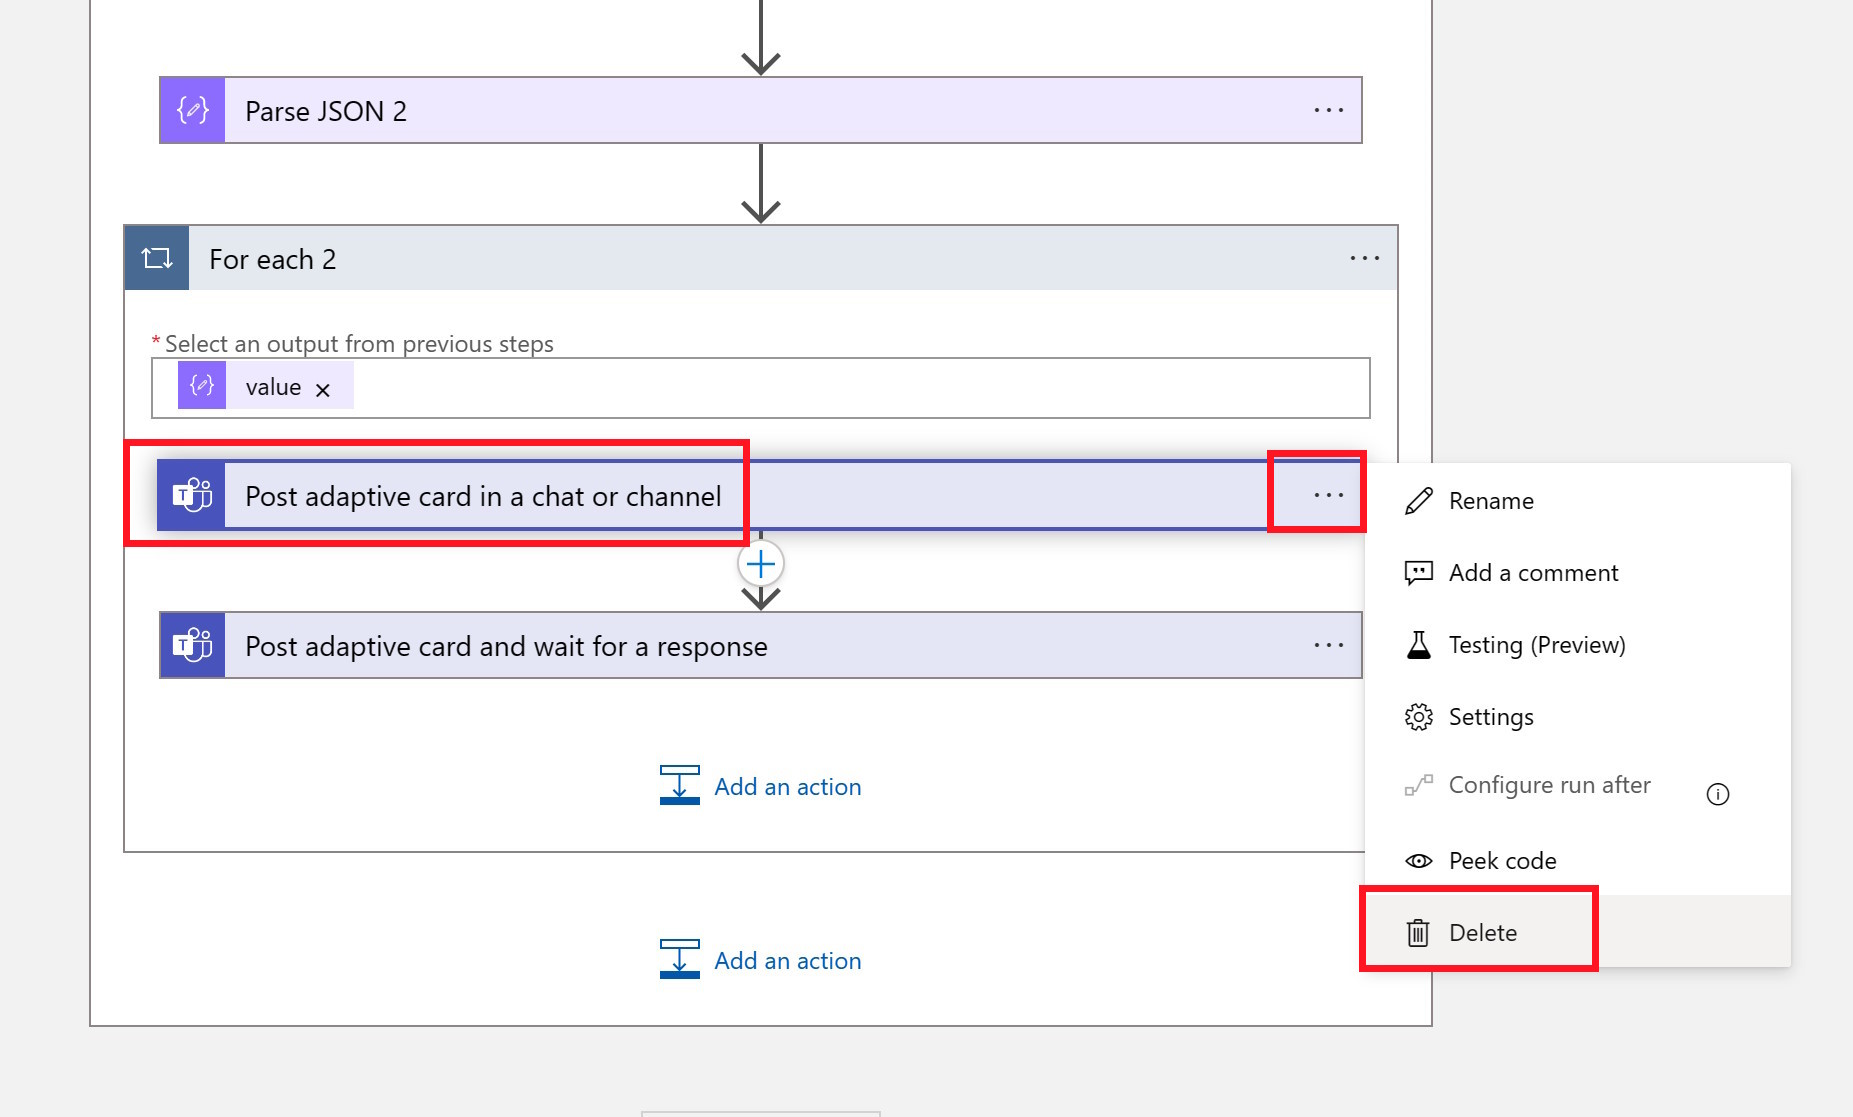 Parse JSON 2
For each 2
* Select an output from previous steps
value
Post adaptive card in a chat or channel
Post adaptive card and wait for a response
Add an action
Add an action
Rename
Add a comment
Testing (Preview)
Settings
Configure run after
Peek code
Delete